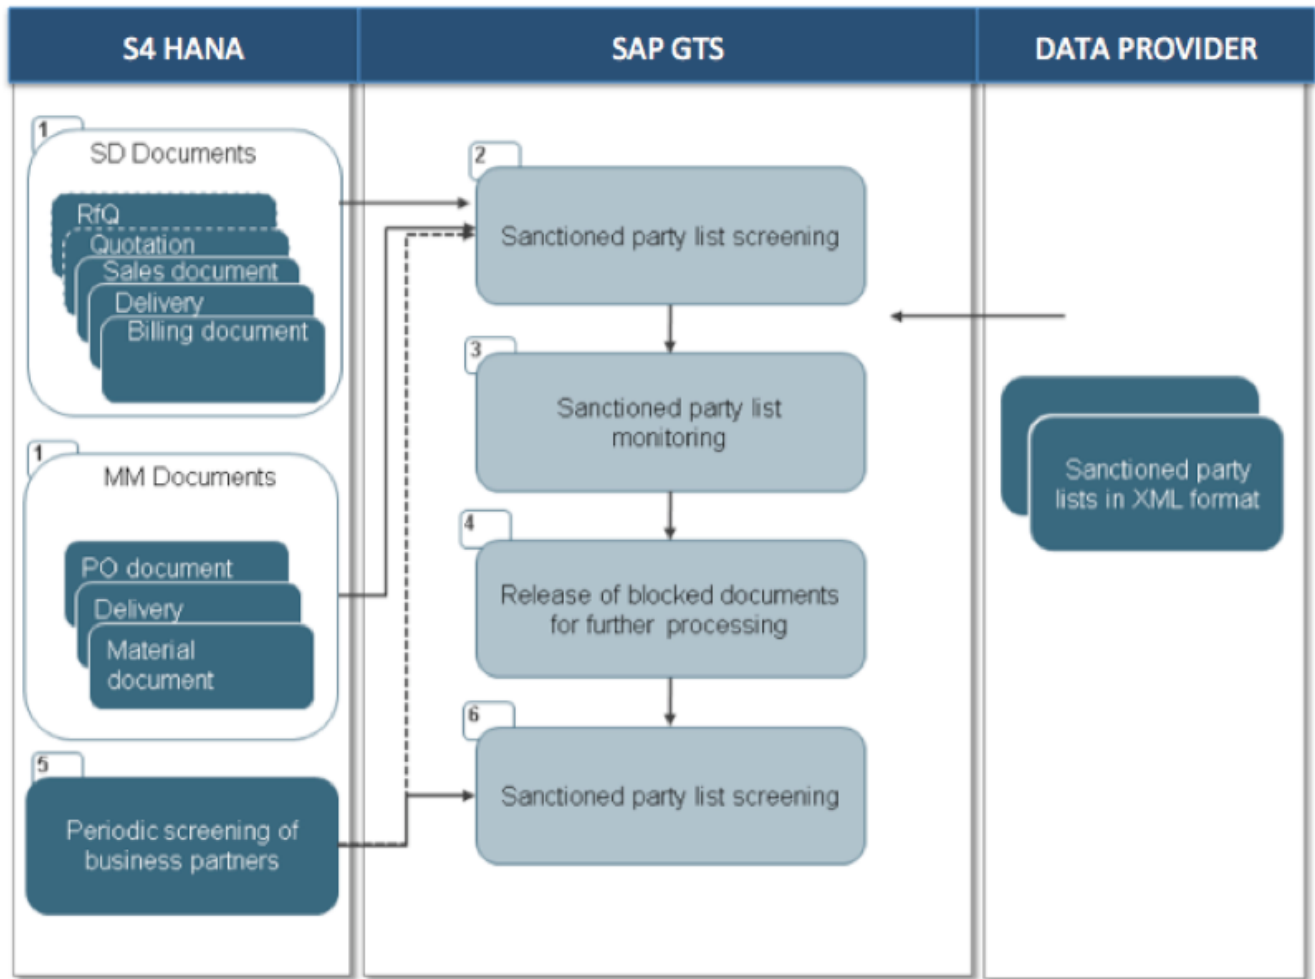 S4 HANA
SAP GTS
DATA PROVIDER
1
SD Documents
RfQ
Quotation
Sales document
Delivery
Billing document
1
MM Documents
PO document
Delivery
Material
document
5
Periodic screening of
business partners
2
Sanctioned party list screening
3
Sanctioned party list
monitoring
4
Release of blocked documents
for further processing
6
Sanctioned party list screening
Sanctioned party
lists in XML format